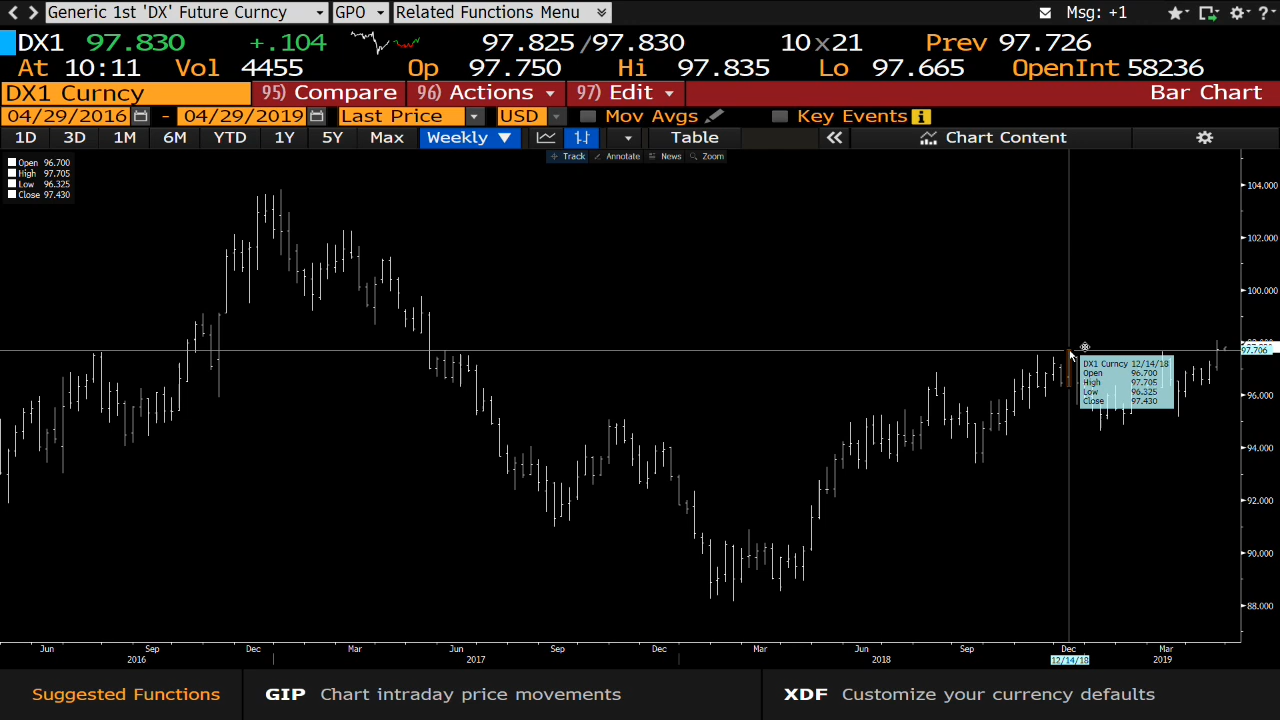 Generic 1st 'DX' Future Curncy GPO Related Functions Menu Msg: +1 ?
DX1 97.830 +.104 97.825/97.830 10x21 Prev 97.726
At 10:11 Vol 4455 Op 97.750 Hi 97.835 Lo 97.665 OpenInt 58236
DX1 Curncy 95) Compare 96) Actions 97) Edit Bar Chart
04/29/2016 - 04/29/2019 Last Price USD Mov Avgs Key Events i
1D 3D 1M 6M YTD 1Y 5Y Max Weekly ▼ Table Chart Content
Track Annotate News Zoom
Open 96.700
High 97.705
Low 96.325
Close 97.430
104.000
102.000
100.000
97.706
DX1 Curncy 12/14/18
Open 96.700
High 97.705
Low 96.325
Close 97.430
96.000
94.000
92.000
90.000
88.000
Jun Sep Dec Mar Jun Sep Dec Mar Jun Sep Dec Mar
2016 2017 2018 12/14/18 2019
Suggested Functions GIP Chart intraday price movements XDF Customize your currency defaults